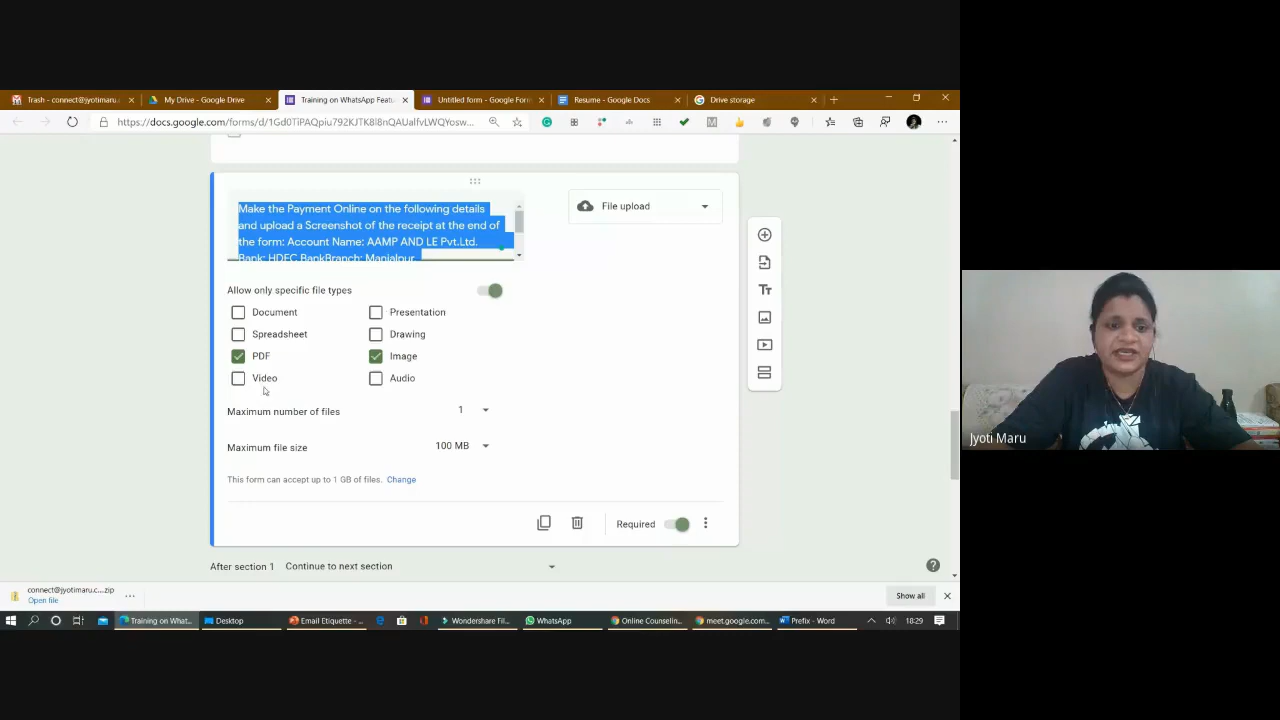 Trash - connect@jyotimaru.c
My Drive - Google Drive
Training on WhatsApp Featu
Untitled form - Google Form
Resume - Google Docs
Drive storage
https://docs.google.com/forms/d/
Make the Payment Online on the following details
and upload a Screenshot of the receipt at the end of
the form: Account Name: AAMP AND LE Pvt.Ltd.
Bank: HDFC BankBranch: Manjalpur,
File upload
Allow only specific file types
Document
Presentation
Spreadsheet
Drawing
PDF
Image
Video
Audio
Maximum number of files
1
Maximum file size
100 MB
This form can accept up to 1 GB of files. Change
Required
After section 1 Continue to next section
Jyoti Maru
connect@jyotimaru.c....zip
Open file
Show all
Training on What...
Desktop
Email Etiquette - ...
Wondershare Fil...
WhatsApp
Online Counselin...
meet.google.com...
Prefix - Word
18:29